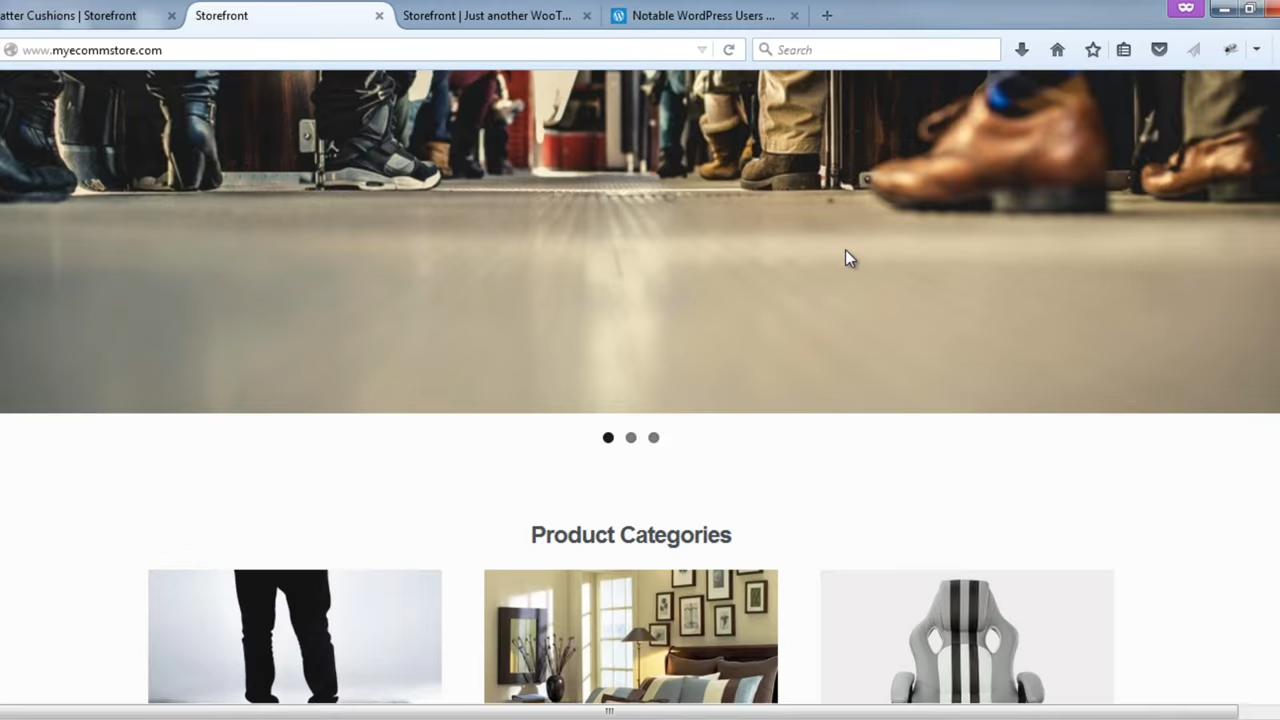 atter Cushions | Storefront
Storefront
Storefront | Just another WooT...
Notable WordPress Users ...
www.myecommstore.com
Search
Product Categories